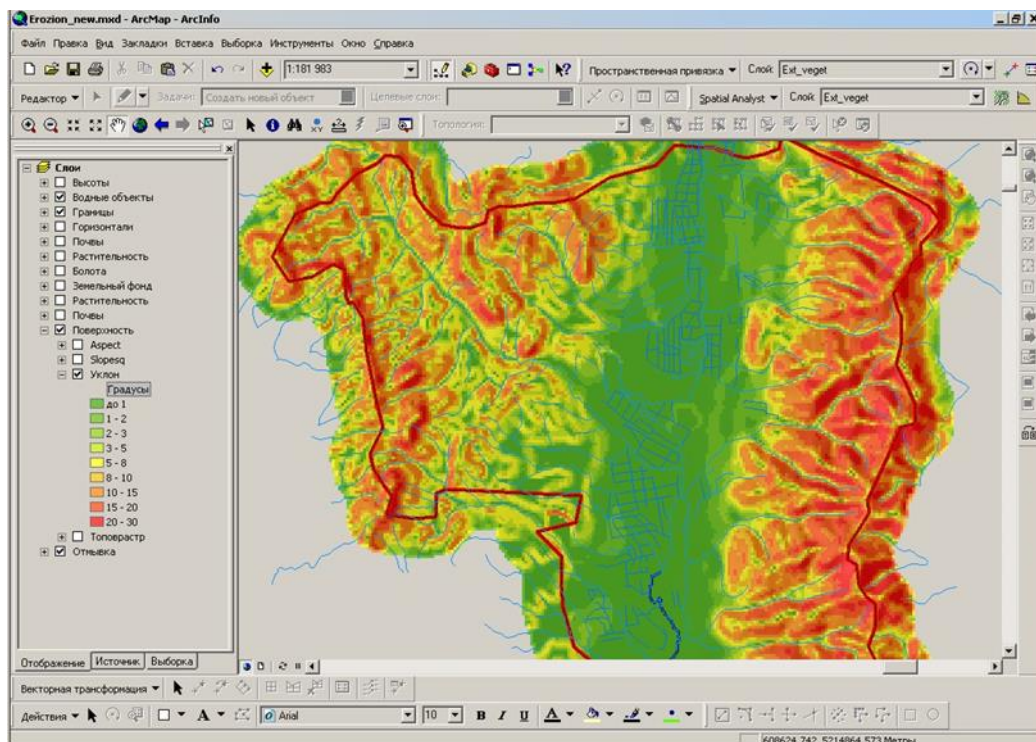 Erozion_new.mxd - ArcMap - ArcInfo
Файл Правка Вид Закладки Вставка Выборка Инструменты Окно Справка
1:181 983 Пространственная привязка Слой: Ext_veget
Редактор Задачи: Создать новый объект Целевые слои: Spatial Analyst Слой: Ext_veget
Топология:
Слои
Высоты
Водные объекты
Границы
Горизонтали
Почвы
Растительность
Болота
Земельный фонд
Растительность
Почвы
Поверхность
Aspect
Slopesq
Уклон
Градусы
до 1
1 - 2
2 - 3
3 - 5
5 - 8
8 - 10
10 - 15
15 - 20
20 - 30
Топорастр
Отмывка
Отображение Источник Выборка
Векторная трансформация
Действия A Arial 10 B I U A
608624,742 5214864,573 Метры